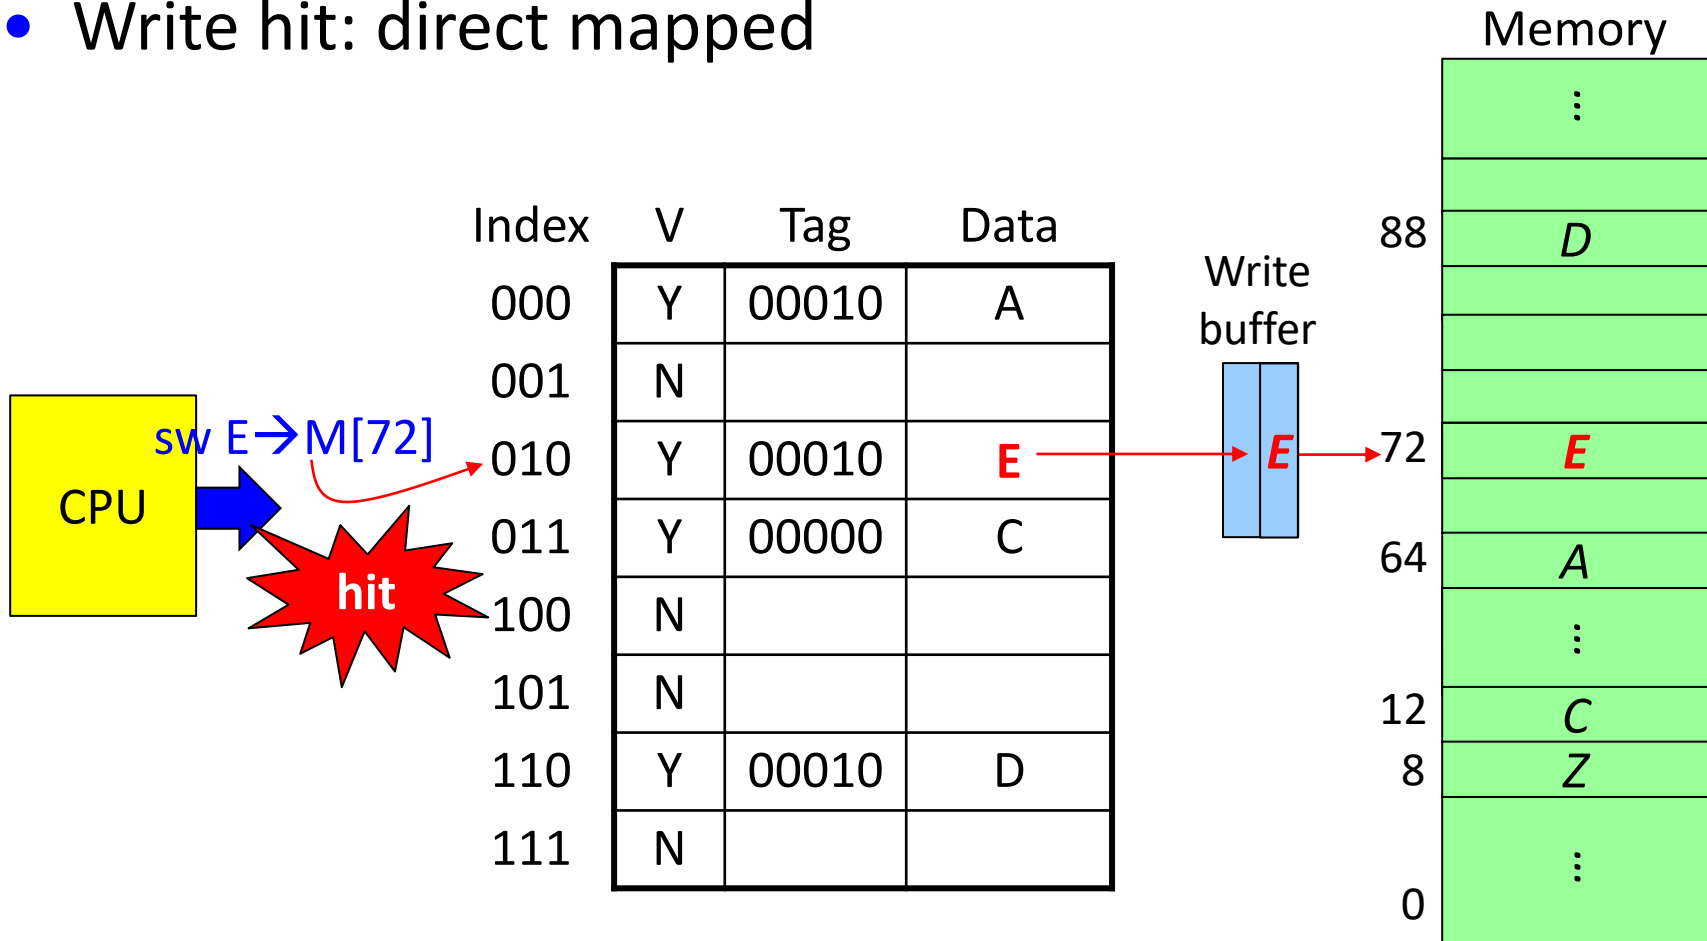 • Write hit: direct mapped
Memory
⋮
Index V Tag Data
88 D
Write
buffer
000 Y 00010 A
001 N
CPU
sw E→M[72]
010 Y 00010 E
E
72 E
011 Y 00000 C
64 A
hit
100 N
⋮
101 N
12 C
110 Y 00010 D
8 Z
111 N
⋮
0